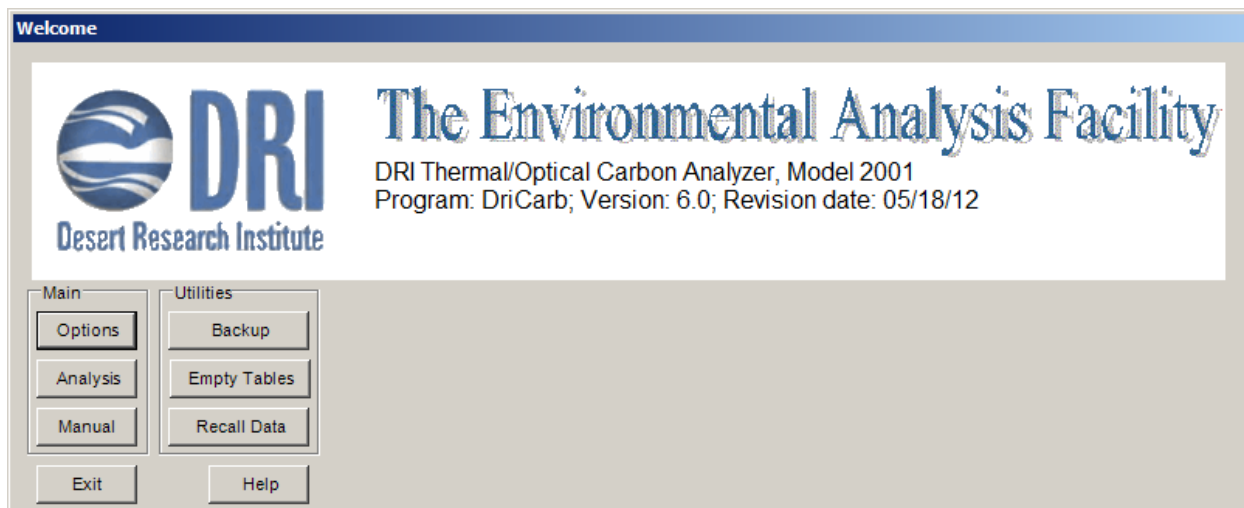 Welcome
DRI
Desert Research Institute
The Environmental Analysis Facility
DRI Thermal/Optical Carbon Analyzer, Model 2001
Program: DriCarb; Version: 6.0; Revision date: 05/18/12
Main
Options
Analysis
Manual
Utilities
Backup
Empty Tables
Recall Data
Exit
Help